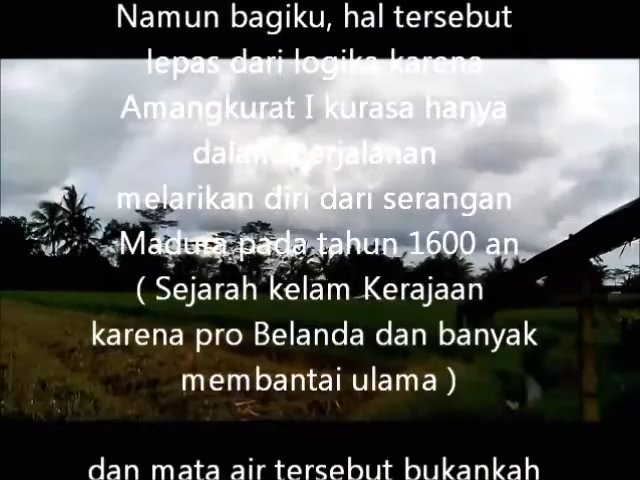 Namun bagiku, hal tersebut
lepas dari logika karena
Amangkurat I kurasa hanya
dalam perjalanan
melarikan diri dari serangan
Madura pada tahun 1600 an
( Sejarah kelam Kerajaan
karena pro Belanda dan banyak
membantai ulama )
dan mata air tersebut bukankah